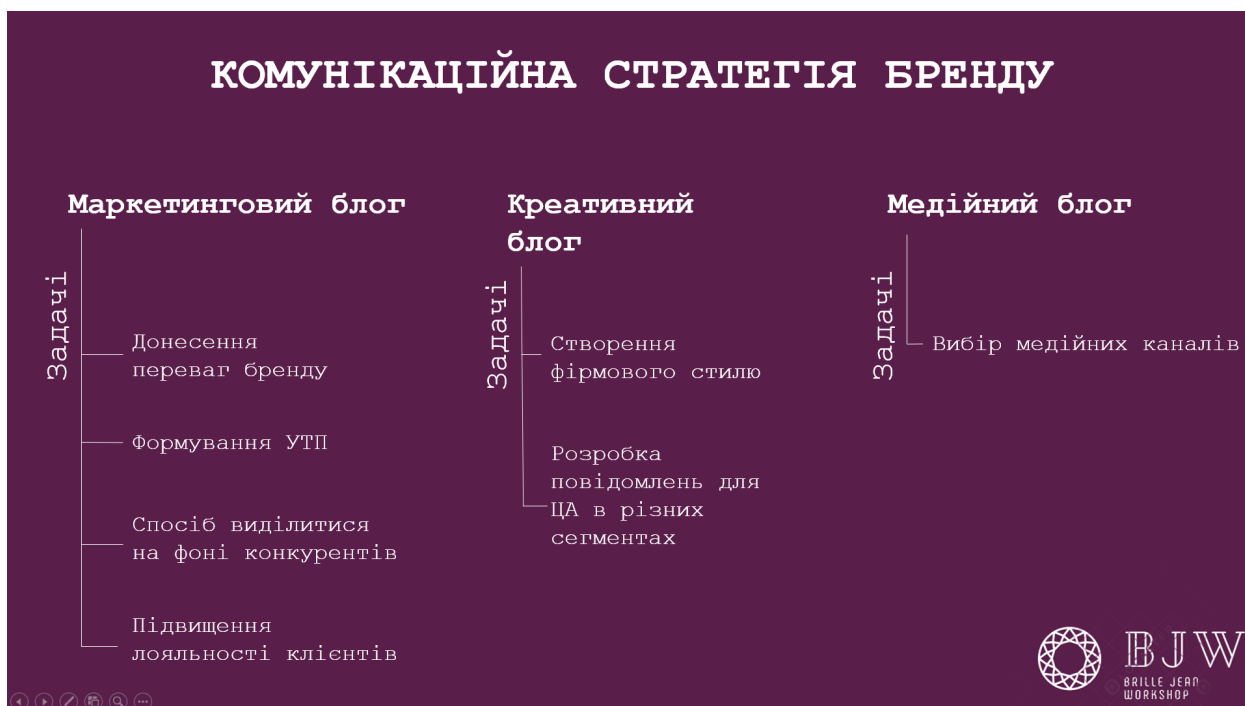 КОМУНІКАЦІЙНА СТРАТЕГІЯ БРЕНДУ
Маркетинговий блог
Задачі
Донесення
переваг бренду
Формування УТП
Спосіб виділитися
на фоні конкурентів
Підвищення
лояльності клієнтів
Креативний
блог
Задачі
Створення
фірмового стилю
Розробка
повідомлень для
ЦА в різних
сегментах
Медійний блог
Задачі
Вибір медійних каналів
BJW
BRILLE JEAN
WORKSHOP